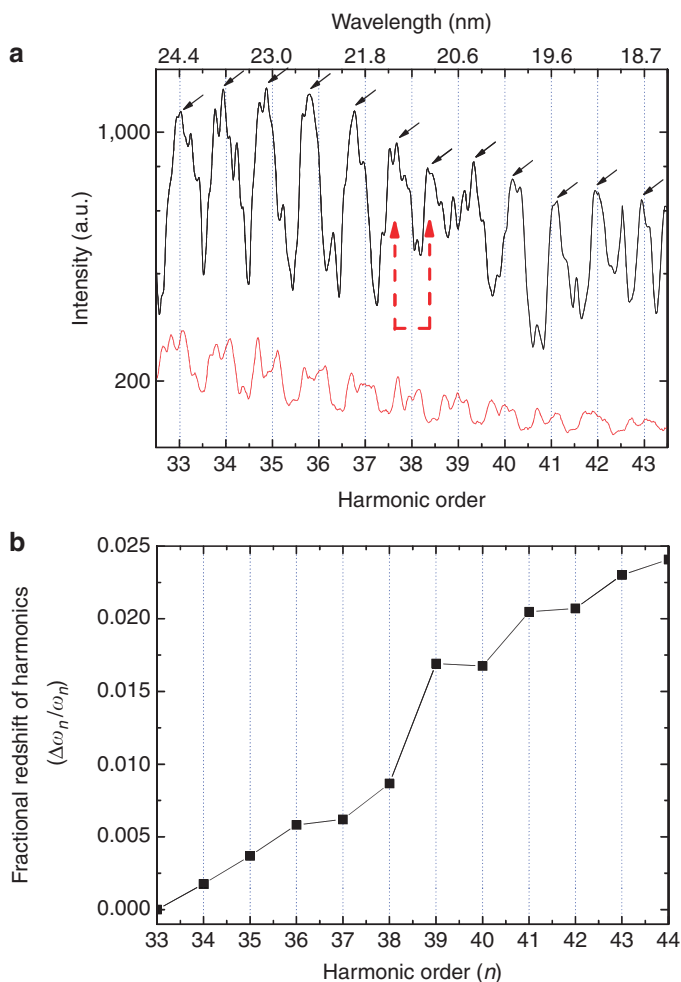 Wavelength (nm)
a
24.4 23.0 21.8 20.6 19.6 18.7
1,000
200
Intensity (a.u.)
33 34 35 36 37 38 39 40 41 42 43
Harmonic order
b
0.025
0.020
0.015
0.010
0.005
0.000
Fractional redshift of harmonics
(Δωn/ωn)
33 34 35 36 37 38 39 40 41 42 43 44
Harmonic order (n)